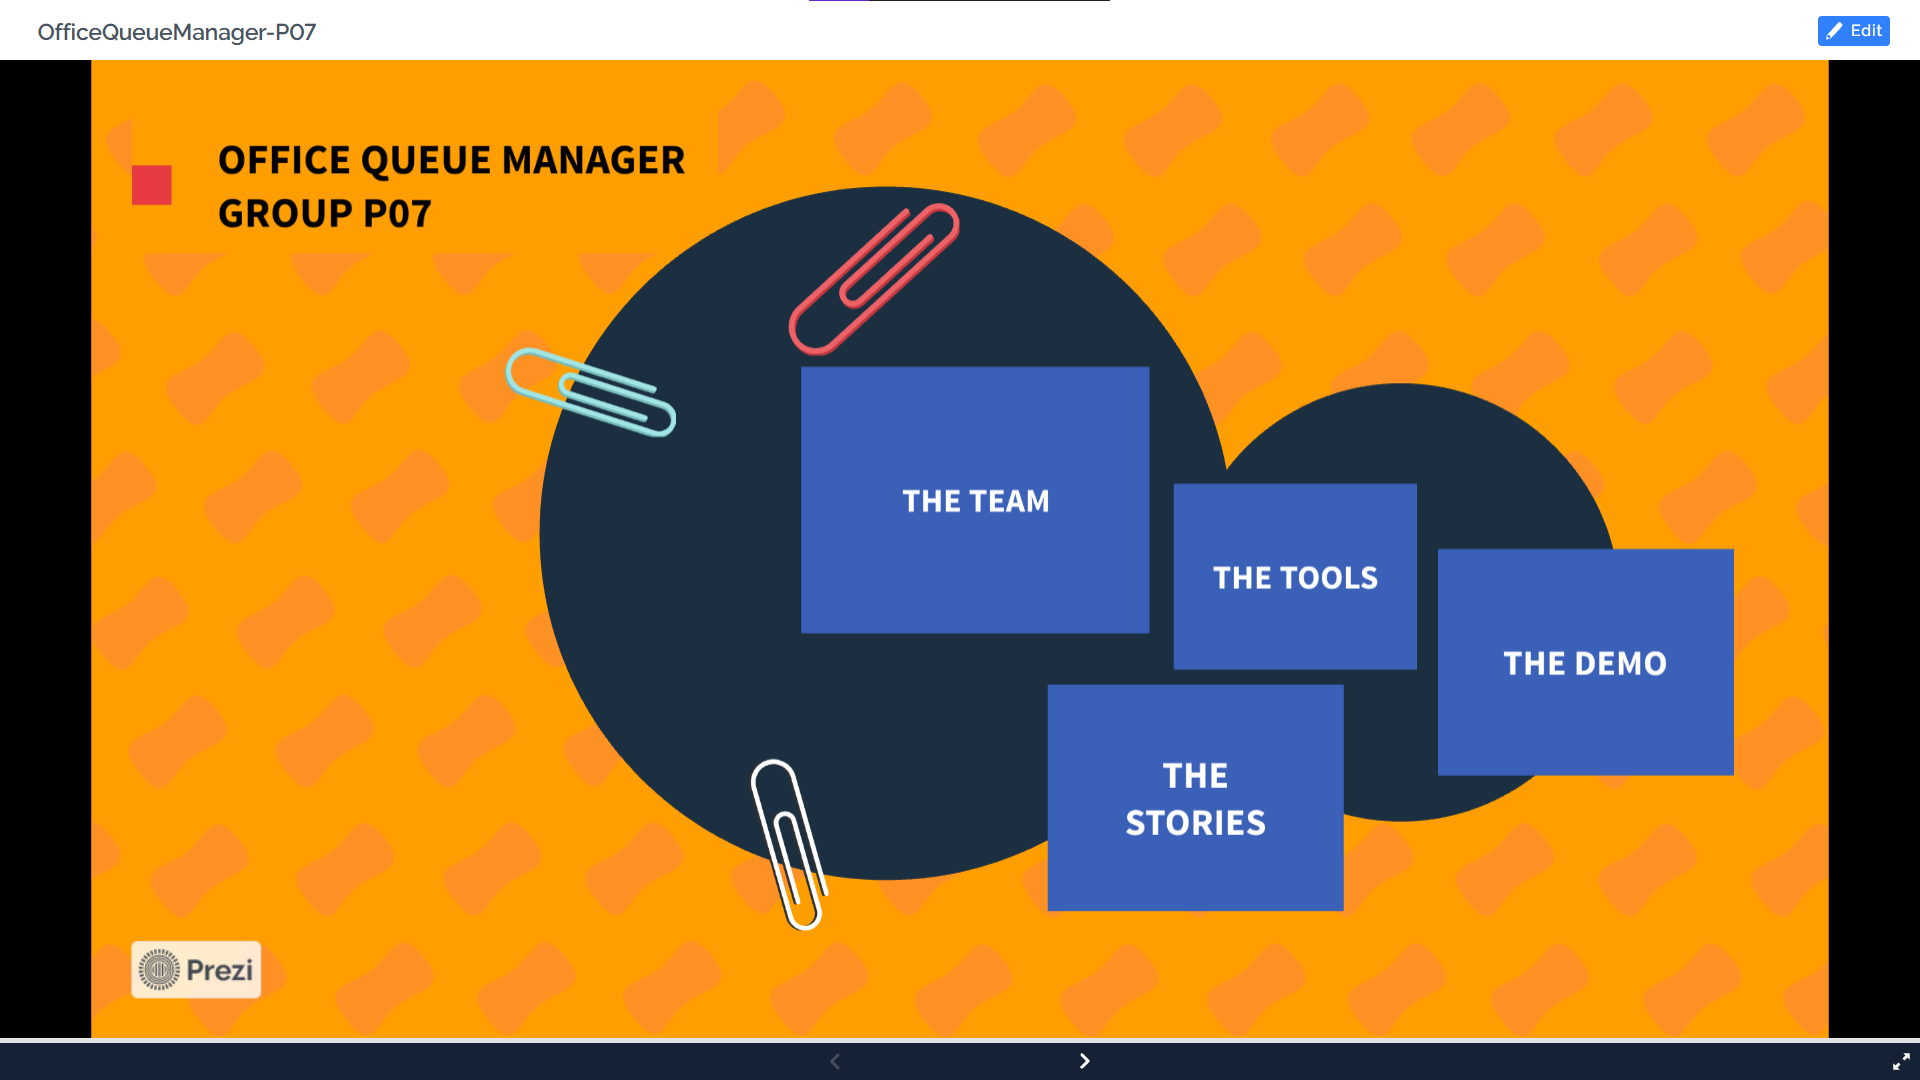 OfficeQueueManager-P07
Edit
OFFICE QUEUE MANAGER
GROUP P07
THE TEAM
THE TOOLS
THE DEMO
THE
STORIES
Prezi